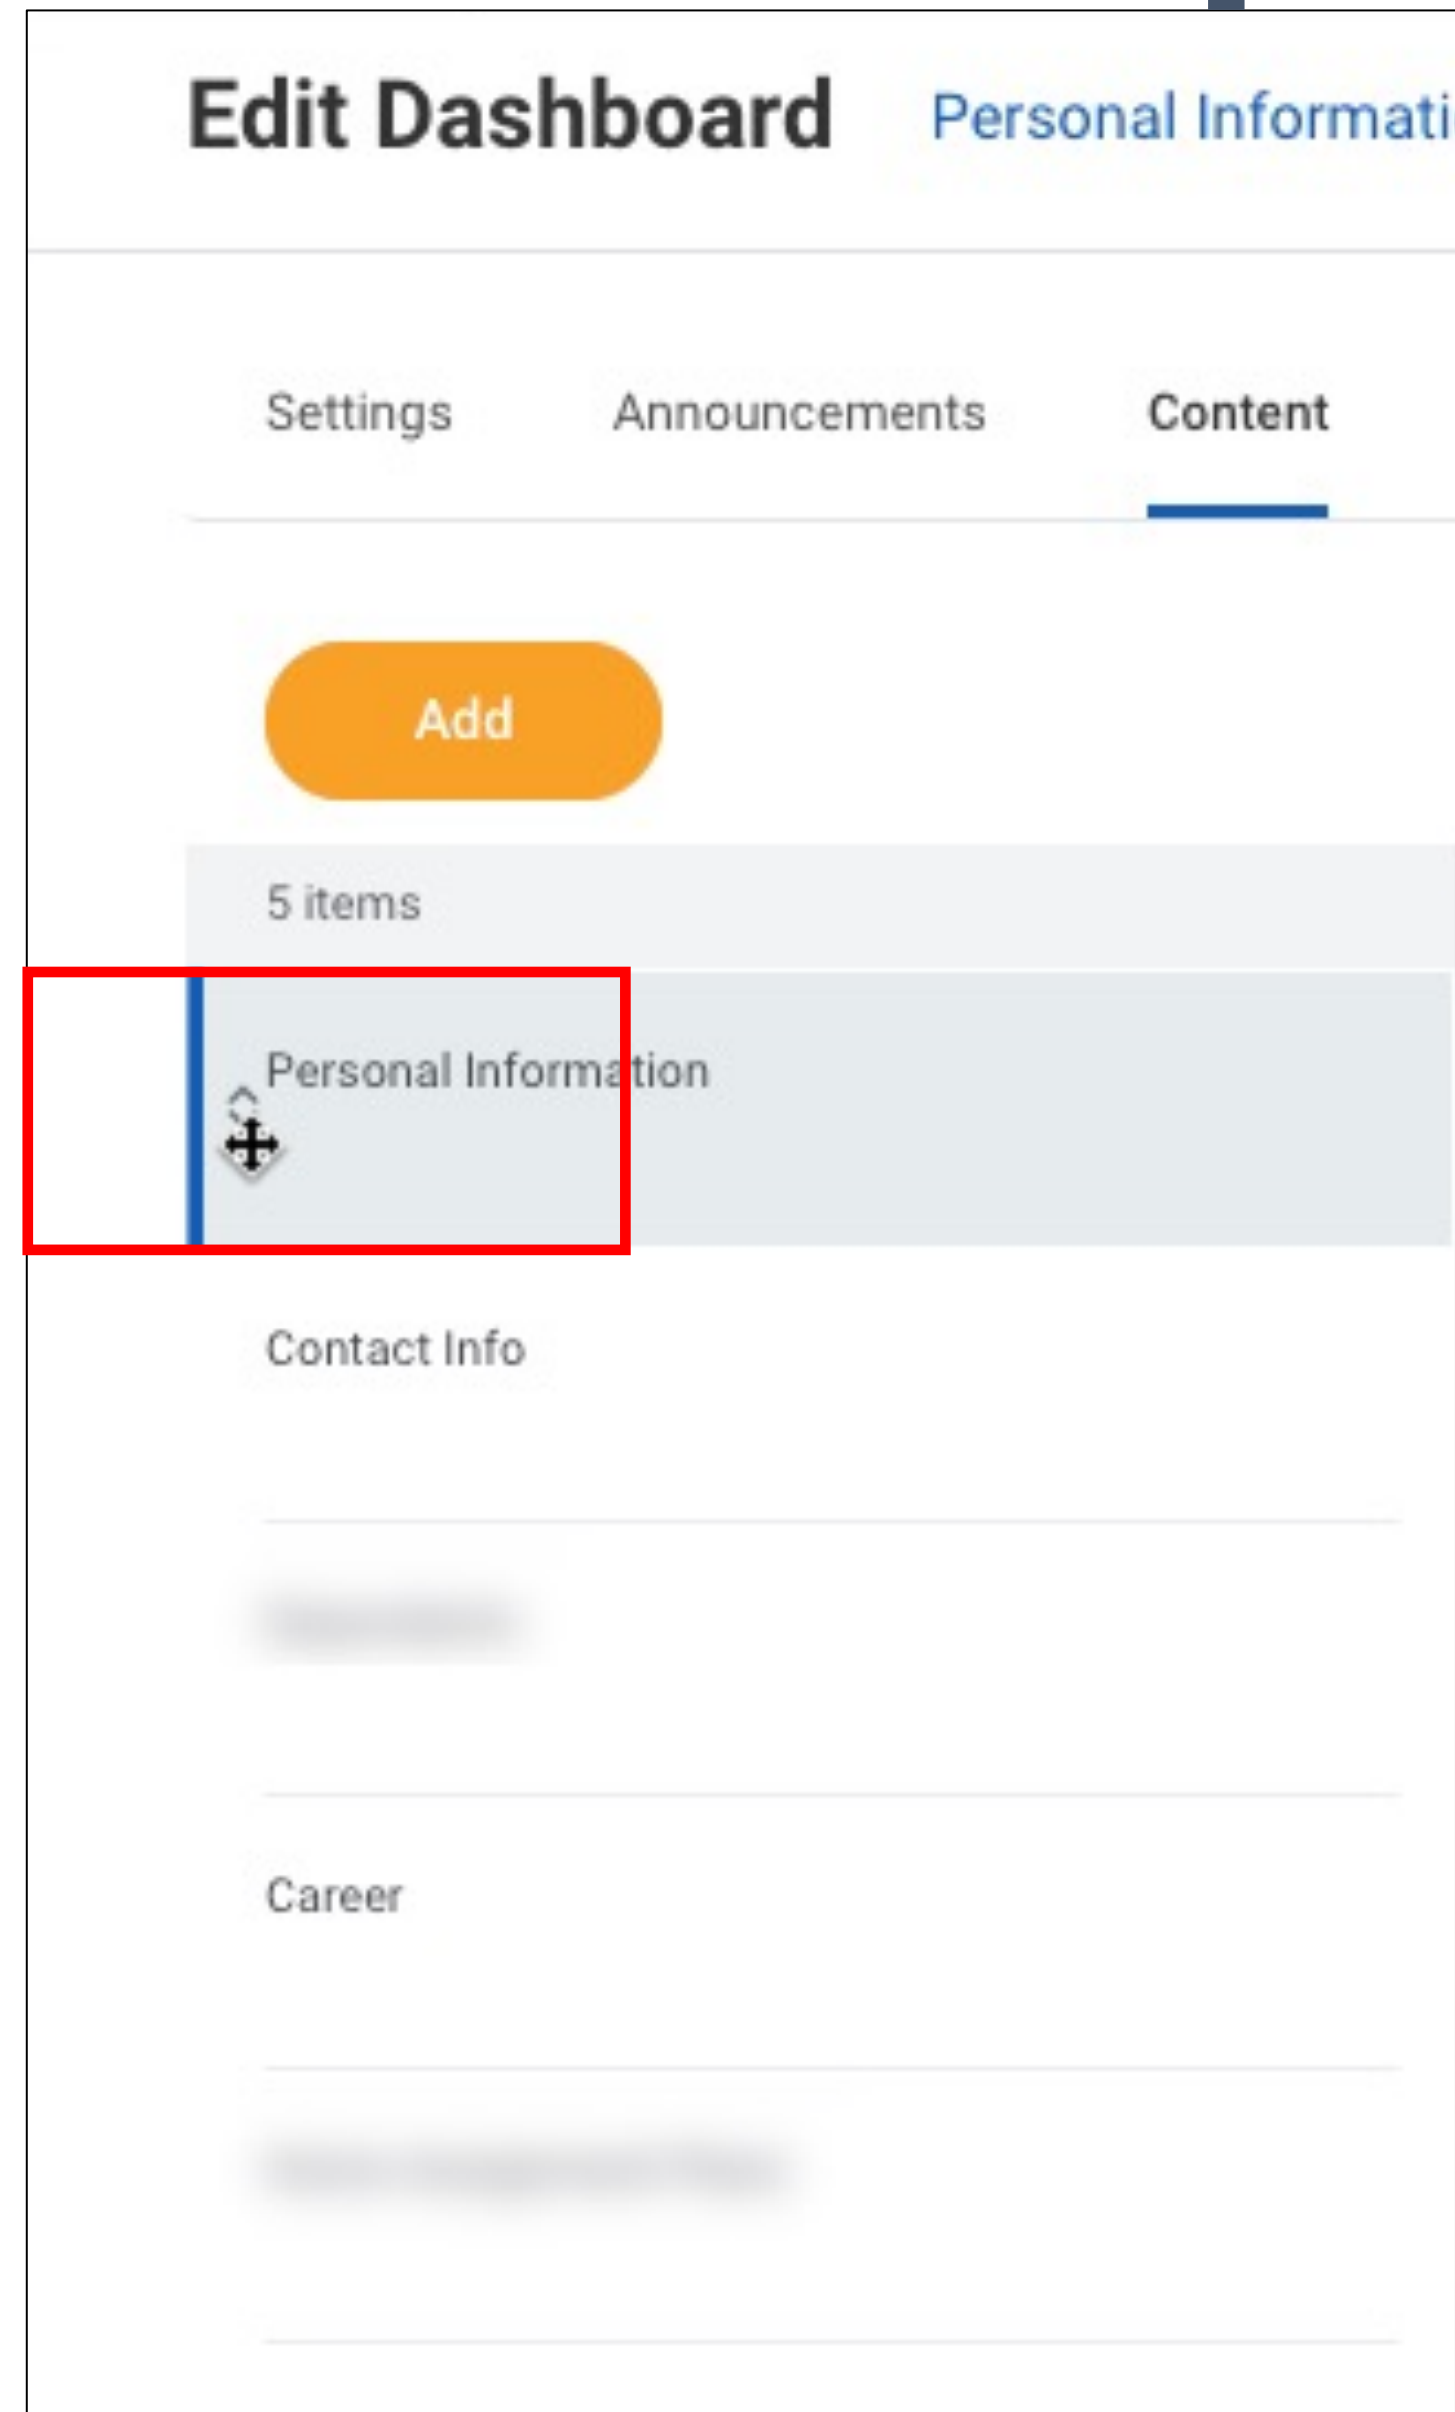 Edit Dashboard Personal Informati
Settings Announcements Content
Add
5 items
Personal Information
Contact Info
Career